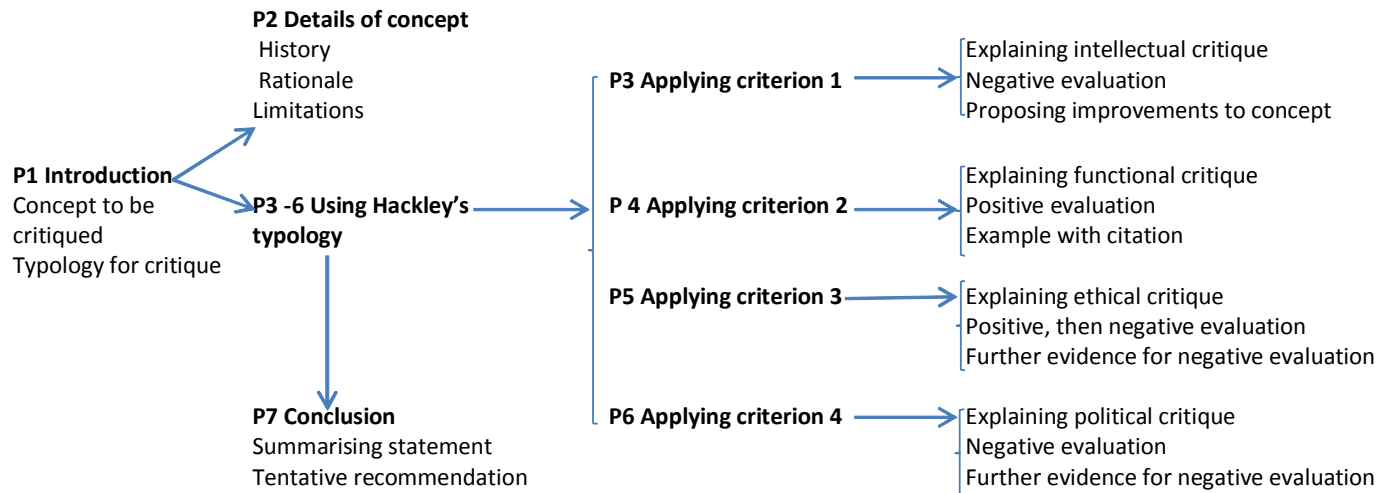 P1 Introduction
Concept to be
critiqued
Typology for critique
P2 Details of concept
History
Rationale
Limitations
P3 -6 Using Hackley's
typology
P7 Conclusion
Summarising statement
Tentative recommendation
P3 Applying criterion 1
Explaining intellectual critique
Negative evaluation
Proposing improvements to concept
P 4 Applying criterion 2
Explaining functional critique
Positive evaluation
Example with citation
P5 Applying criterion 3
Explaining ethical critique
Positive, then negative evaluation
Further evidence for negative evaluation
P6 Applying criterion 4
Explaining political critique
Negative evaluation
Further evidence for negative evaluation